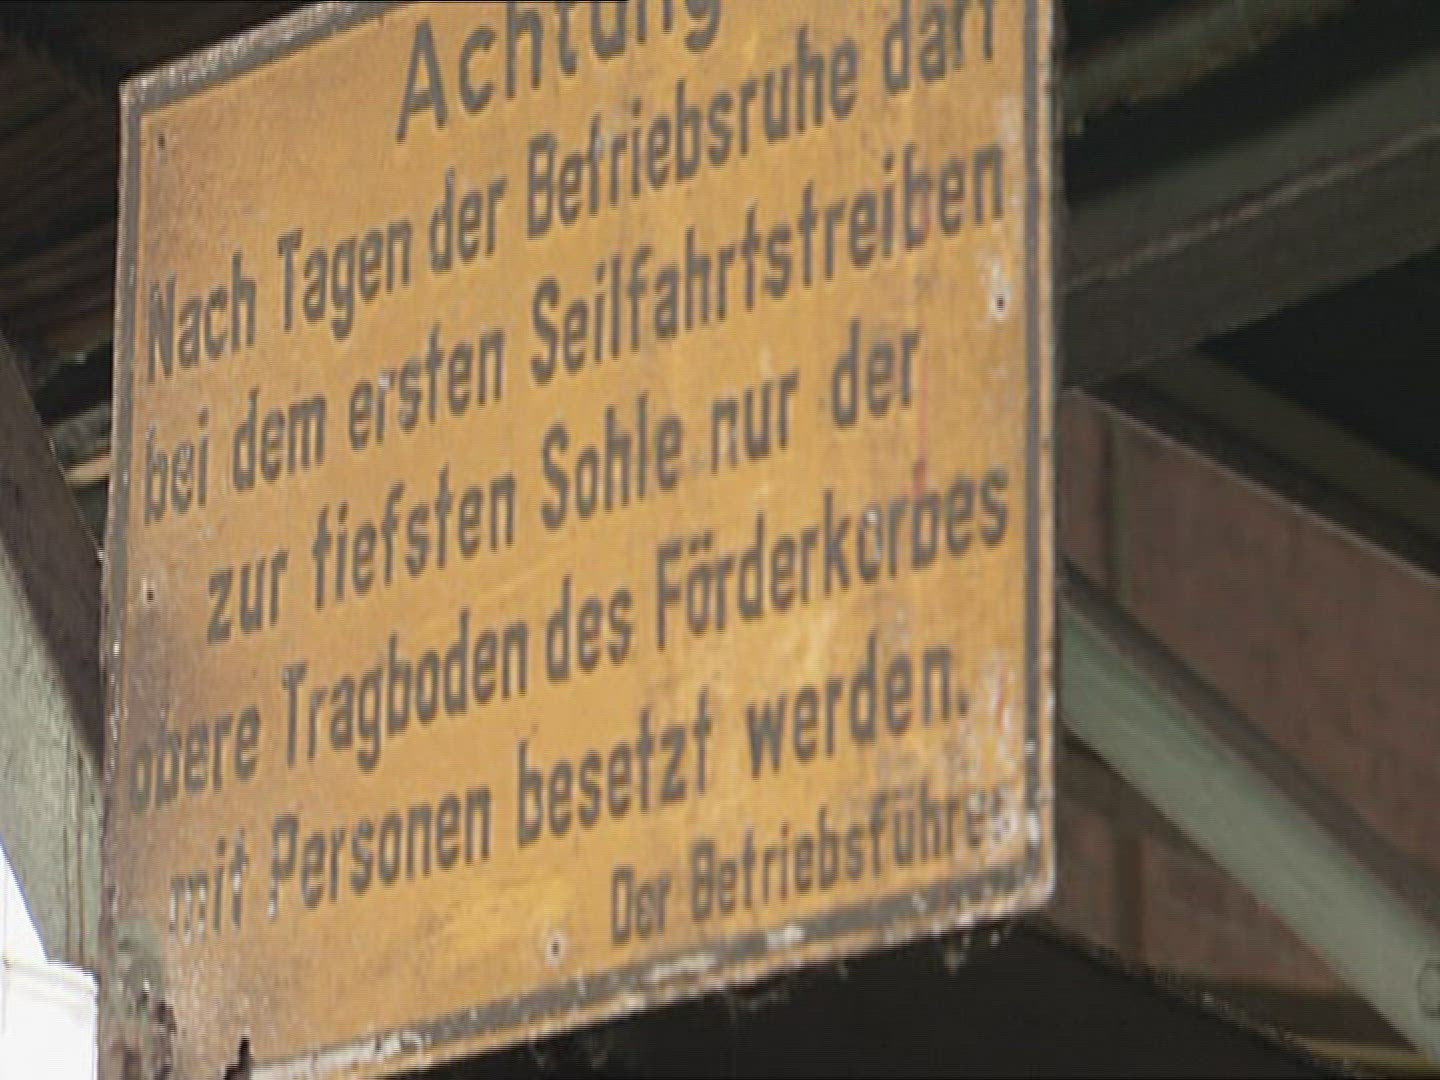 Achtung
Nach Tagen der Betriebsruhe darf
bei dem ersten Seilfahrtstreiben
zur tiefsten Sohle nur der
obere Tragboden des Förderkorbes
mit Personen besetzt werden.
Der Betriebsführer